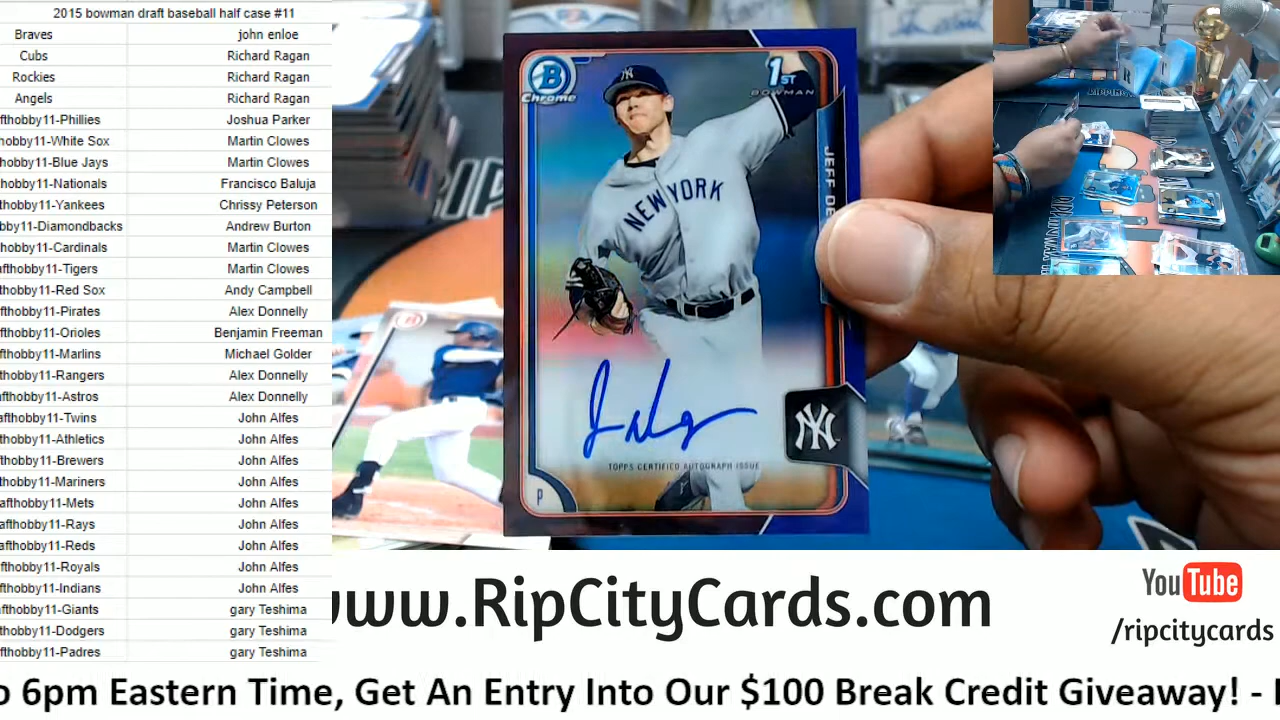 2015 bowman draft baseball half case #11
Braves john enloe
Cubs Richard Ragan
Rockies Richard Ragan
Angels Richard Ragan
fthobby11-Phillies Joshua Parker
hobby11-White Sox Martin Clowes
hobby11-Blue Jays Martin Clowes
hobby11-Nationals Francisco Baluja
thobby11-Yankees Chrissy Peterson
bby11-Diamondbacks Andrew Burton
hobby11-Cardinals Martin Clowes
afthobby11-Tigers Martin Clowes
thobby11-Red Sox Andy Campbell
fthobby11-Pirates Alex Donnelly
fthobby11-Orioles Benjamin Freeman
fthobby11-Marlins Michael Golder
thobby11-Rangers Alex Donnelly
afthobby11-Astros Alex Donnelly
afthobby11-Twins John Alfes
thobby11-Athletics John Alfes
thobby11-Brewers John Alfes
hobby11-Mariners John Alfes
afthobby11-Mets John Alfes
afthobby11-Rays John Alfes
afthobby11-Reds John Alfes
fthobby11-Royals John Alfes
fthobby11-Indians John Alfes
fthobby11-Giants gary Teshima
thobby11-Dodgers gary Teshima
fthobby11-Padres gary Teshima
B
Chrome
1ST
BOWMAN
JEFF DE
NY
NEW YORK
TOPPS CERTIFIED AUTOGRAPH ISSUE
NY
P
www.RipCityCards.com
YouTube
/ripcitycards
o 6pm Eastern Time, Get An Entry Into Our $100 Break Credit Giveaway! -